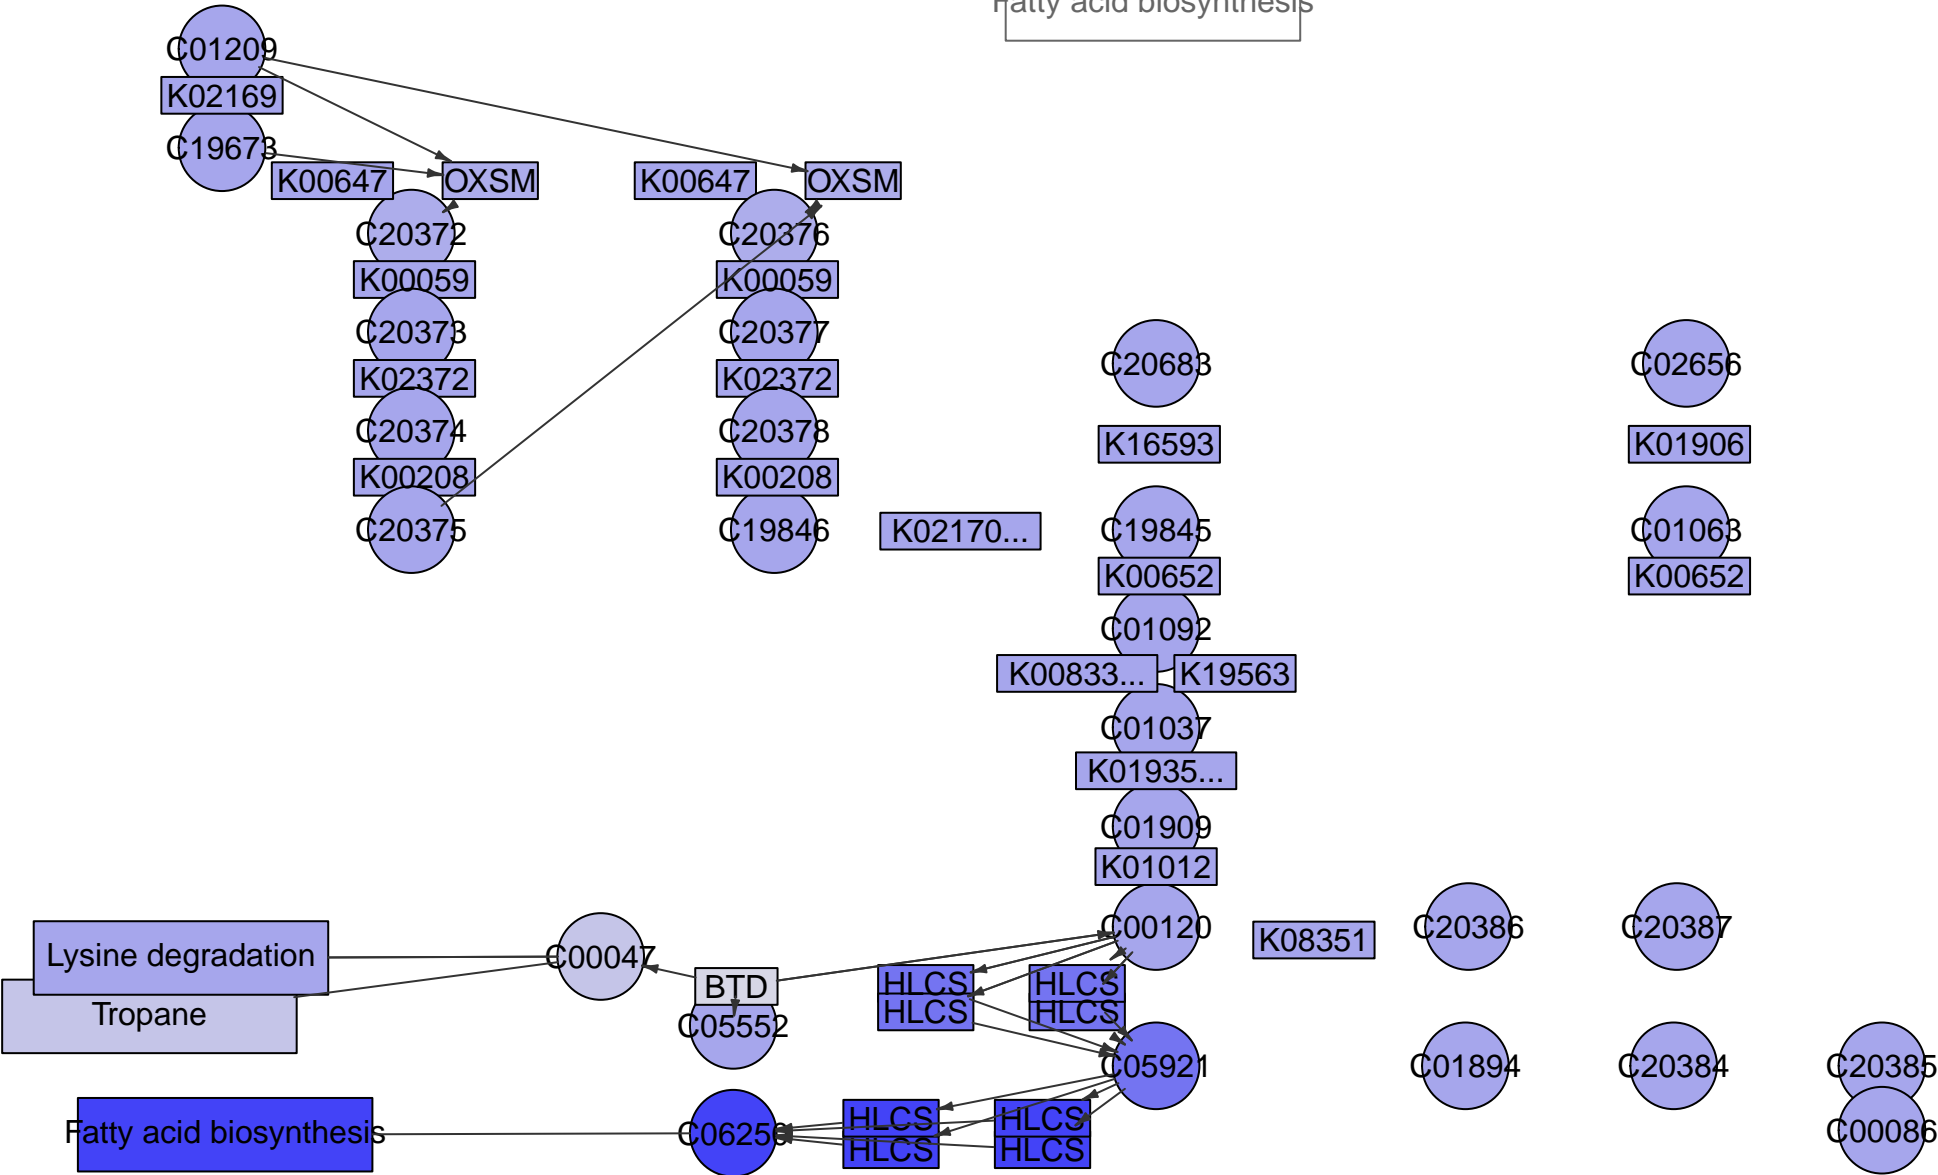 Fatty acid biosynthesis
C01209
K02169
C19673
K00647
OXSM
K00647
OXSM
C20372
C20376
K00059
K00059
C20373
C20377
C20683
C02656
K02372
K02372
C20374
C20378
K16593
K01906
K00208
K00208
C20375
C19846
K02170...
C19845
C01063
K00652
K00652
C01092
K00833...
K19563
C01037
K01935...
C01909
K01012
C00120
K08351
C20386
C20387
Lysine degradation
C00047
BTD
HLCS
HLCS
Tropane
C05552
HLCS
HLCS
C05921
C01894
C20384
C20385
Fatty acid biosynthesis
C06250
HLCS
HLCS
C00086
HLCS
HLCS